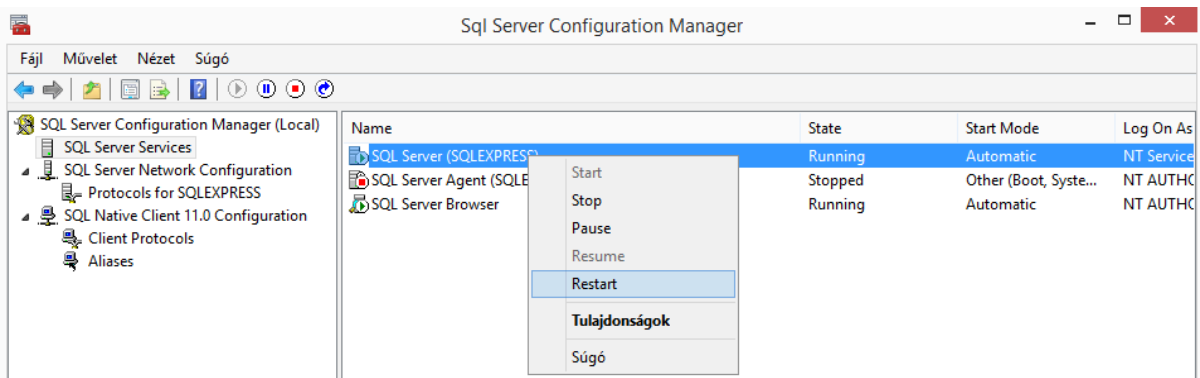 Sql Server Configuration Manager
Fájl Művelet Nézet Súgó
SQL Server Configuration Manager (Local)
SQL Server Services
SQL Server Network Configuration
Protocols for SQLEXPRESS
SQL Native Client 11.0 Configuration
Client Protocols
Aliases
Name State Start Mode Log On As
SQL Server (SQLEXPRESS) Running Automatic NT Service
SQL Server Agent (SQLE Stopped Other (Boot, Syste... NT AUTHO
SQL Server Browser Running Automatic NT AUTHO
Start
Stop
Pause
Resume
Restart
Tulajdonságok
Súgó